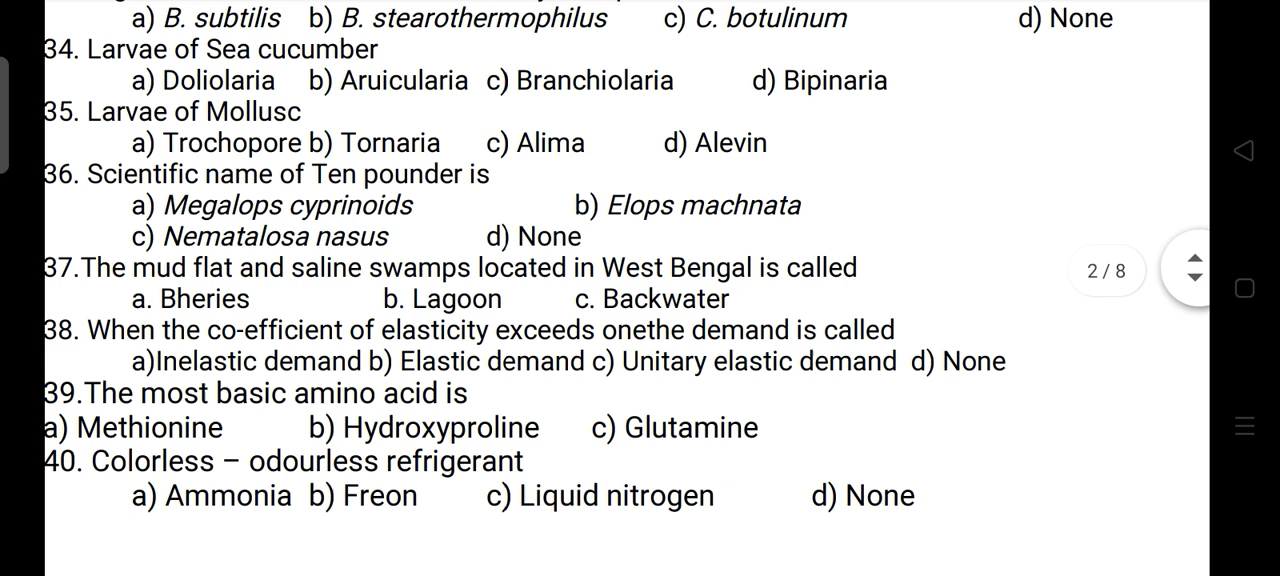 a) B. subtilis b) B. stearothermophilus c) C. botulinum d) None
34. Larvae of Sea cucumber
a) Doliolaria b) Aruicularia c) Branchiolaria d) Bipinaria
35. Larvae of Mollusc
a) Trochopore b) Tornaria c) Alima d) Alevin
36. Scientific name of Ten pounder is
a) Megalops cyprinoids b) Elops machnata
c) Nematalosa nasus d) None
37.The mud flat and saline swamps located in West Bengal is called
a. Bheries b. Lagoon c. Backwater
38. When the co-efficient of elasticity exceeds onethe demand is called
a)Inelastic demand b) Elastic demand c) Unitary elastic demand d) None
39.The most basic amino acid is
a) Methionine b) Hydroxyproline c) Glutamine
40. Colorless – odourless refrigerant
a) Ammonia b) Freon c) Liquid nitrogen d) None
2 / 8